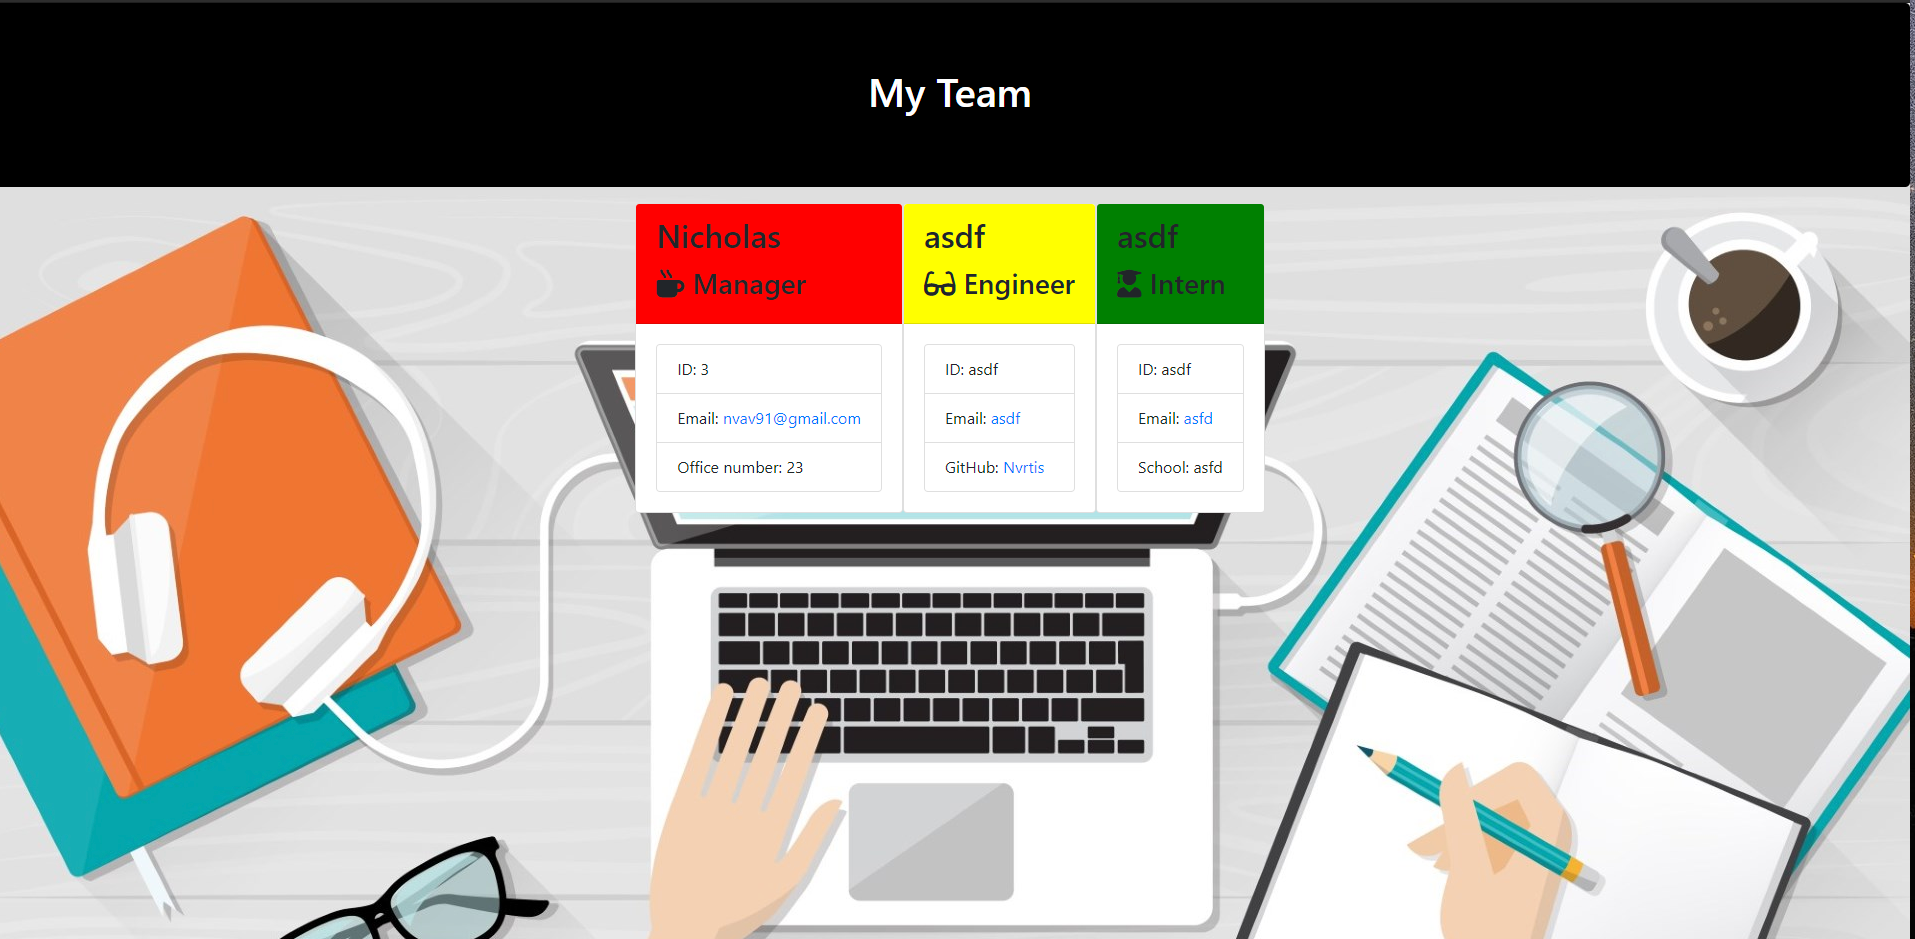 My Team
Nicholas
Manager
ID: 3
Email: nvav91@gmail.com
Office number: 23
asdf
Engineer
ID: asdf
Email: asdf
GitHub: Nvrtis
asdf
Intern
ID: asdf
Email: asfd
School: asfd